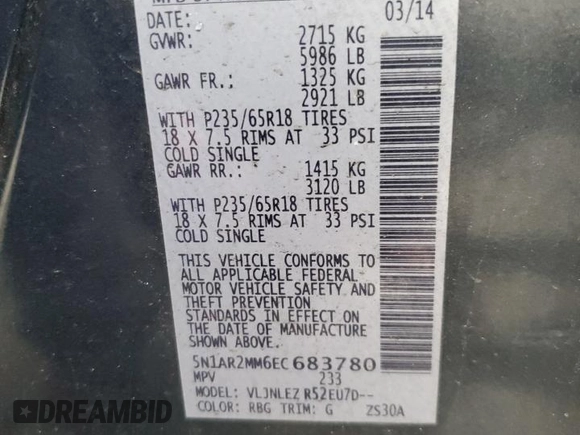 DATE: 03/14
GVWR: 2715 KG
5986 LB
GAWR FR.: 1325 KG
2921 LB
WITH P235/65R18 TIRES
18 X 7.5 RIMS AT 33 PSI
COLD SINGLE
GAWR RR.: 1415 KG
3120 LB
WITH P235/65R18 TIRES
18 X 7.5 RIMS AT 33 PSI
COLD SINGLE
THIS VEHICLE CONFORMS TO
ALL APPLICABLE FEDERAL
MOTOR VEHICLE SAFETY AND
THEFT PREVENTION
STANDARDS IN EFFECT ON
THE DATE OF MANUFACTURE
SHOWN ABOVE.
5N1AR2MM6EC683780
MPV 233
MODEL: VLJNLEZ R52EU7D--
COLOR: RBG TRIM: G ZS30A